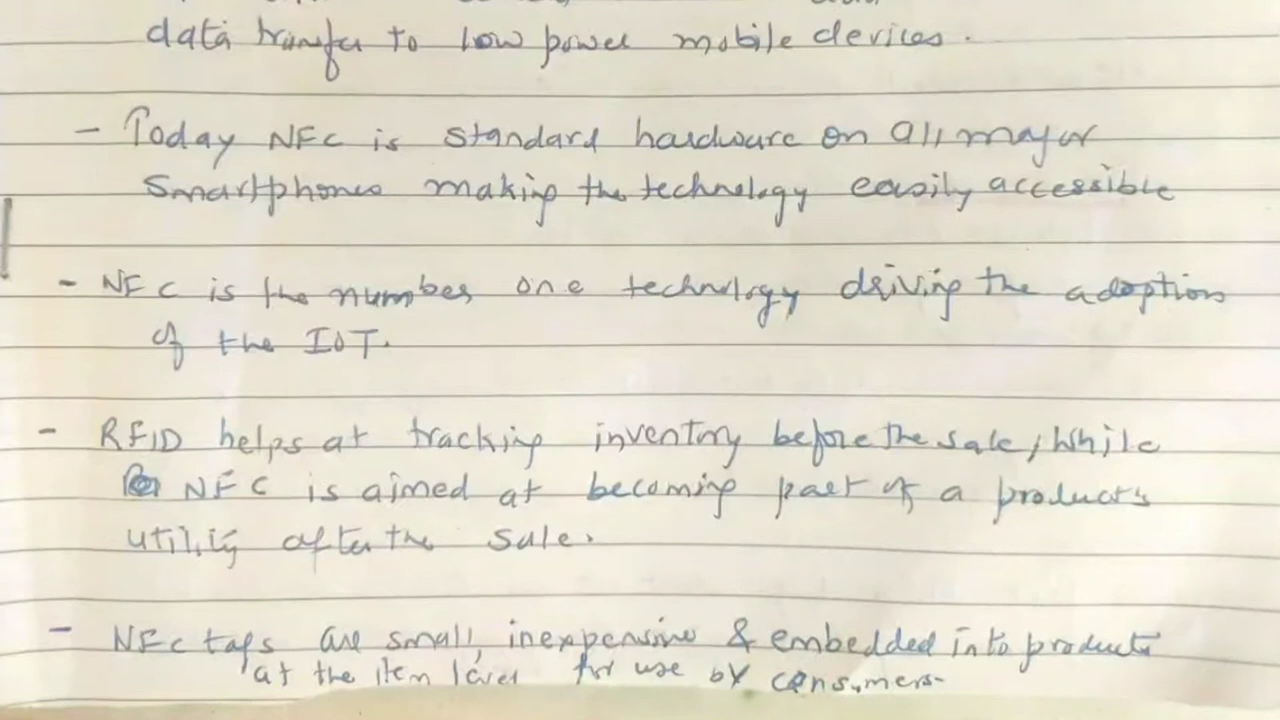 data transfer to low power mobile devices.
- Today NFC is standard hardware on all major
smartphones making the technology easily accessible
- NFC is the number one technology driving the adoption
of the IOT.
- RFID helps at tracking inventory before the sale, while
NFC is aimed at becoming part of a product's
utility after the sale.
- NFC tags are small, inexpensive & embedded into products
at the item level for use by consumers.